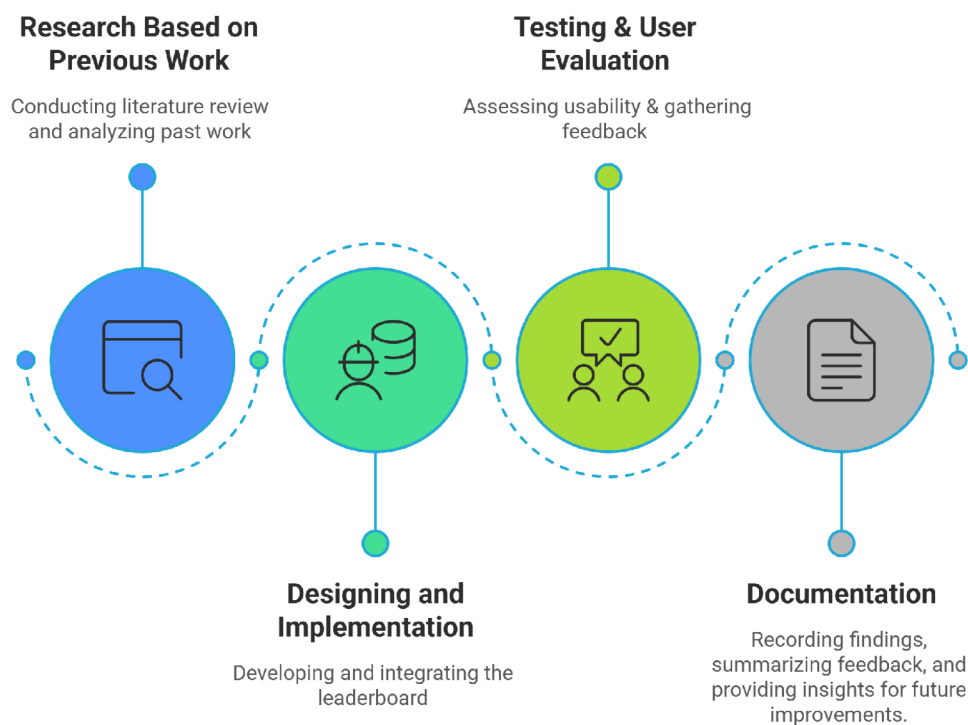 Research Based on
Previous Work
Conducting literature review
and analyzing past work
Testing & User
Evaluation
Assessing usability & gathering
feedback
Designing and
Implementation
Developing and integrating the
leaderboard
Documentation
Recording findings,
summarizing feedback, and
providing insights for future
improvements.